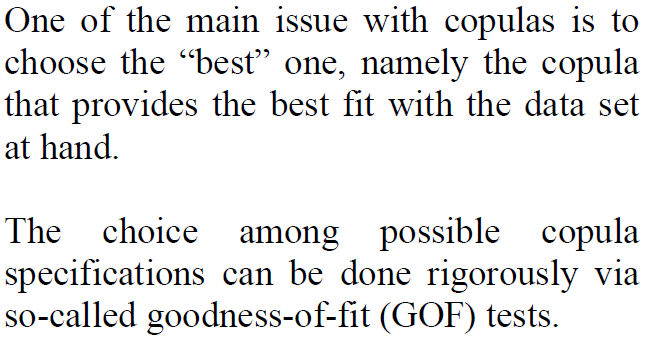 One of the main issue with copulas is to
choose the “best” one, namely the copula
that provides the best fit with the data set
at hand.
The choice among possible copula
specifications can be done rigorously via
so-called goodness-of-fit (GOF) tests.